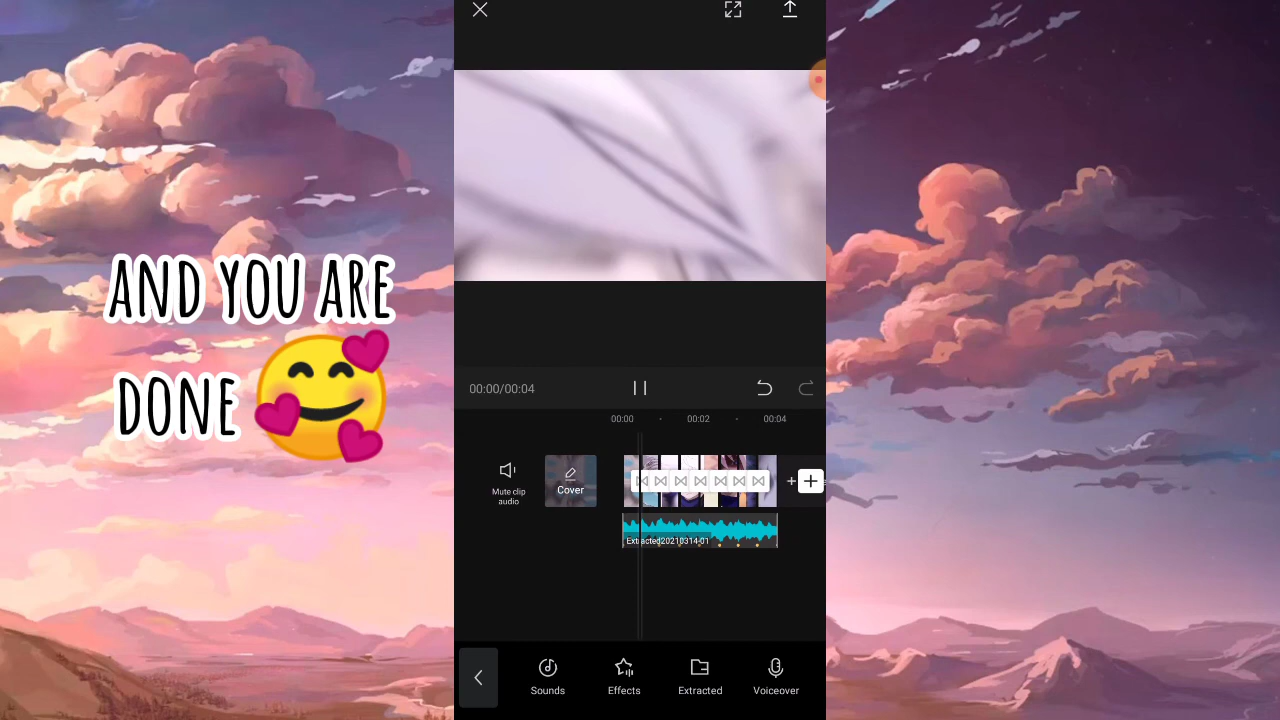 AND YOU ARE
DONE
00:00/00:04
00:00
00:02
00:04
Mute clip
audio
Cover
Extracted20210314-01
Sounds
Effects
Extracted
Voiceover